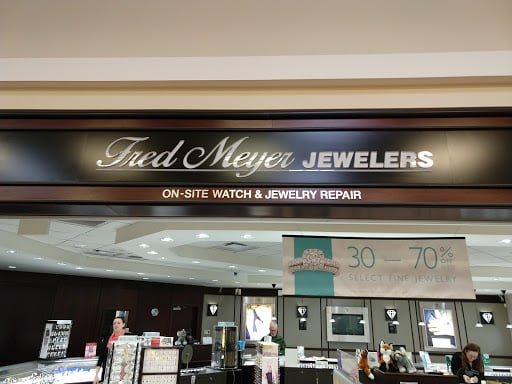 Fred Meyer JEWELERS
ON-SITE WATCH & JEWELRY REPAIR
30 – 70% OFF
SELECT FINE JEWELRY